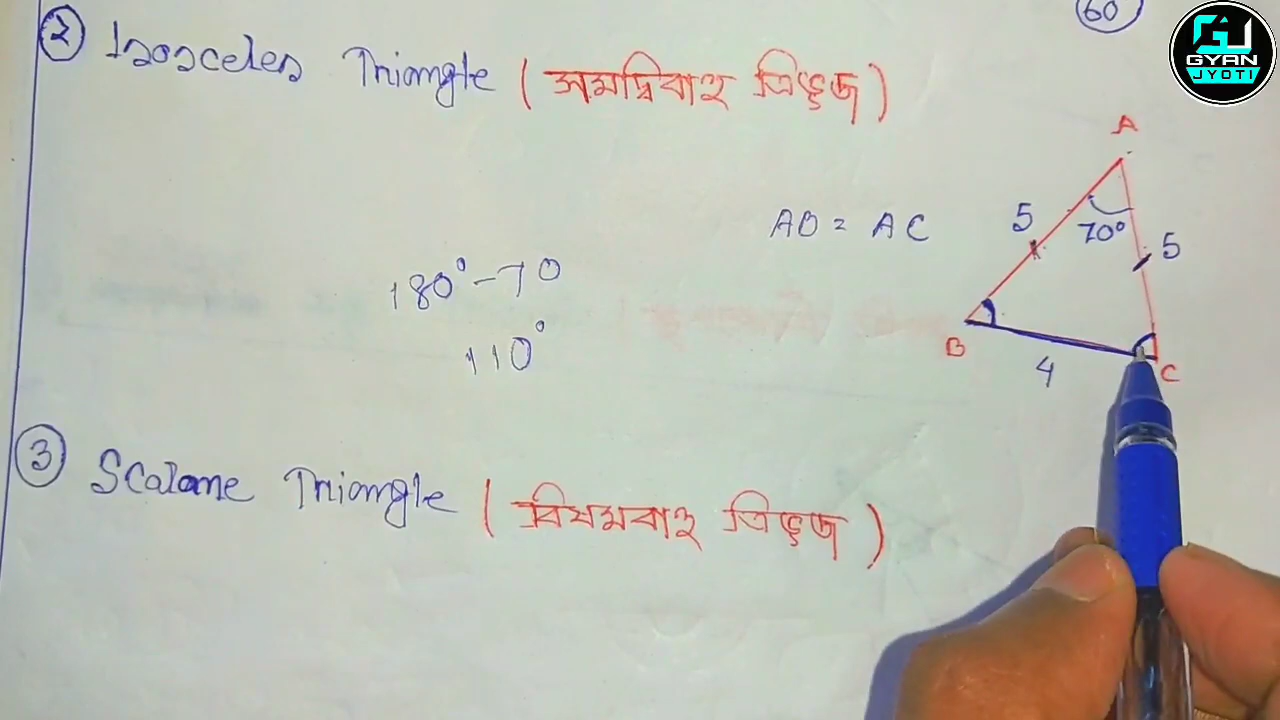 60
GYAN
JYOTI
2 Isosceles Triangle (সমদ্বিবাহু ত্রিভুজ)
A
AB = AC
5
70°
5
180° - 70
110°
B
4
C
3 Scalane Triangle (বিষমবাহু ত্রিভুজ)